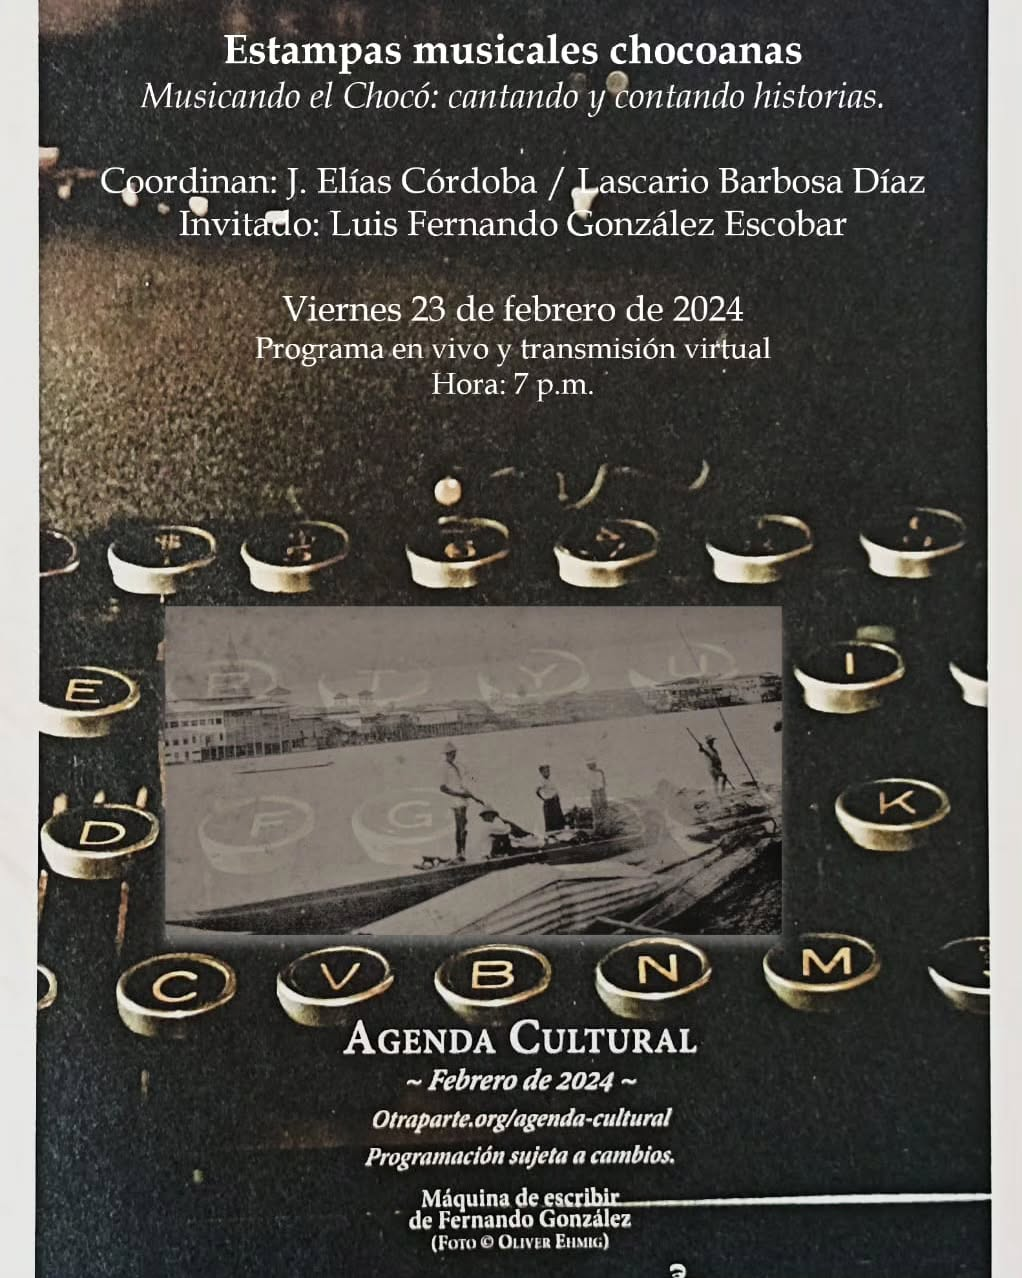 Estampas musicales chocoanas
Musicando el Chocó: cantando y contando historias.
Coordinan: J. Elías Córdoba / Lascario Barbosa Díaz
Invitado: Luis Fernando González Escobar
Viernes 23 de febrero de 2024
Programa en vivo y transmisión virtual
Hora: 7 p.m.
6
E R T Y U I
D F G K
C V B N M
AGENDA CULTURAL
~ Febrero de 2024 ~
Otraparte.org/agenda-cultural
Programación sujeta a cambios.
Máquina de escribir
de Fernando González
(FOTO © OLIVER EHMIG)